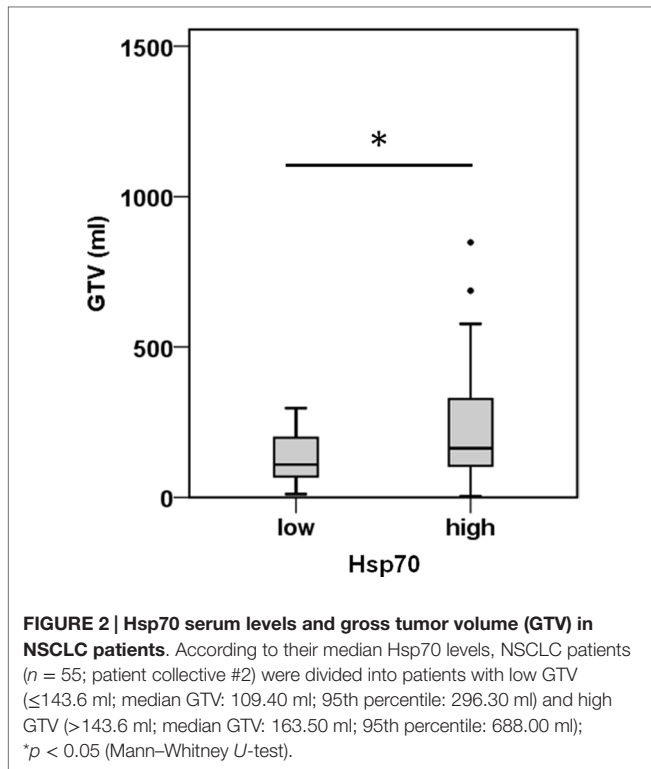 1500
*
1000
GTV (ml)
500
0
low high
Hsp70
FIGURE 2 | Hsp70 serum levels and gross tumor volume (GTV) in
NSCLC patients. According to their median Hsp70 levels, NSCLC patients
(n = 55; patient collective #2) were divided into patients with low GTV
(≤143.6 ml; median GTV: 109.40 ml; 95th percentile: 296.30 ml) and high
GTV (>143.6 ml; median GTV: 163.50 ml; 95th percentile: 688.00 ml);
*p < 0.05 (Mann–Whitney U-test).